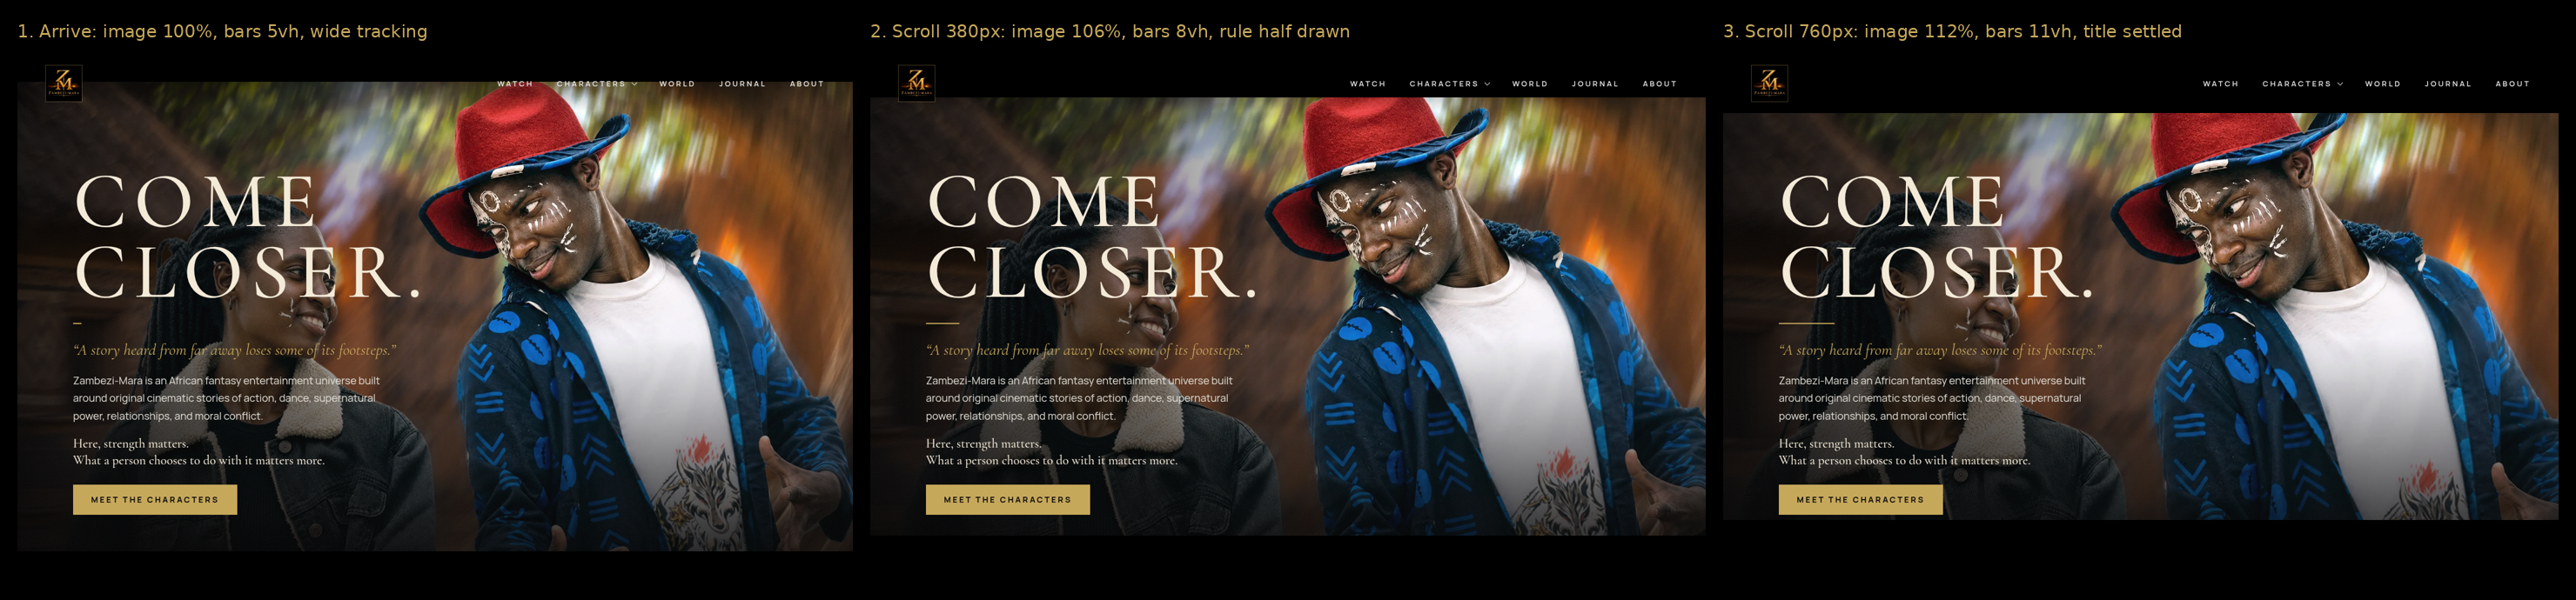 1. Arrive: image 100%, bars 5vh, wide tracking
ZM
ZAMBEZI-MARA
WATCH CHARACTERS WORLD JOURNAL ABOUT
COME
CLOSER.
“A story heard from far away loses some of its footsteps.”
Zambezi-Mara is an African fantasy entertainment universe built
around original cinematic stories of action, dance, supernatural
power, relationships, and moral conflict.
Here, strength matters.
What a person chooses to do with it matters more.
MEET THE CHARACTERS
2. Scroll 380px: image 106%, bars 8vh, rule half drawn
ZM
ZAMBEZI-MARA
WATCH CHARACTERS WORLD JOURNAL ABOUT
COME
CLOSER.
“A story heard from far away loses some of its footsteps.”
Zambezi-Mara is an African fantasy entertainment universe built
around original cinematic stories of action, dance, supernatural
power, relationships, and moral conflict.
Here, strength matters.
What a person chooses to do with it matters more.
MEET THE CHARACTERS
3. Scroll 760px: image 112%, bars 11vh, title settled
ZM
ZAMBEZI-MARA
WATCH CHARACTERS WORLD JOURNAL ABOUT
COME
CLOSER.
“A story heard from far away loses some of its footsteps.”
Zambezi-Mara is an African fantasy entertainment universe built
around original cinematic stories of action, dance, supernatural
power, relationships, and moral conflict.
Here, strength matters.
What a person chooses to do with it matters more.
MEET THE CHARACTERS